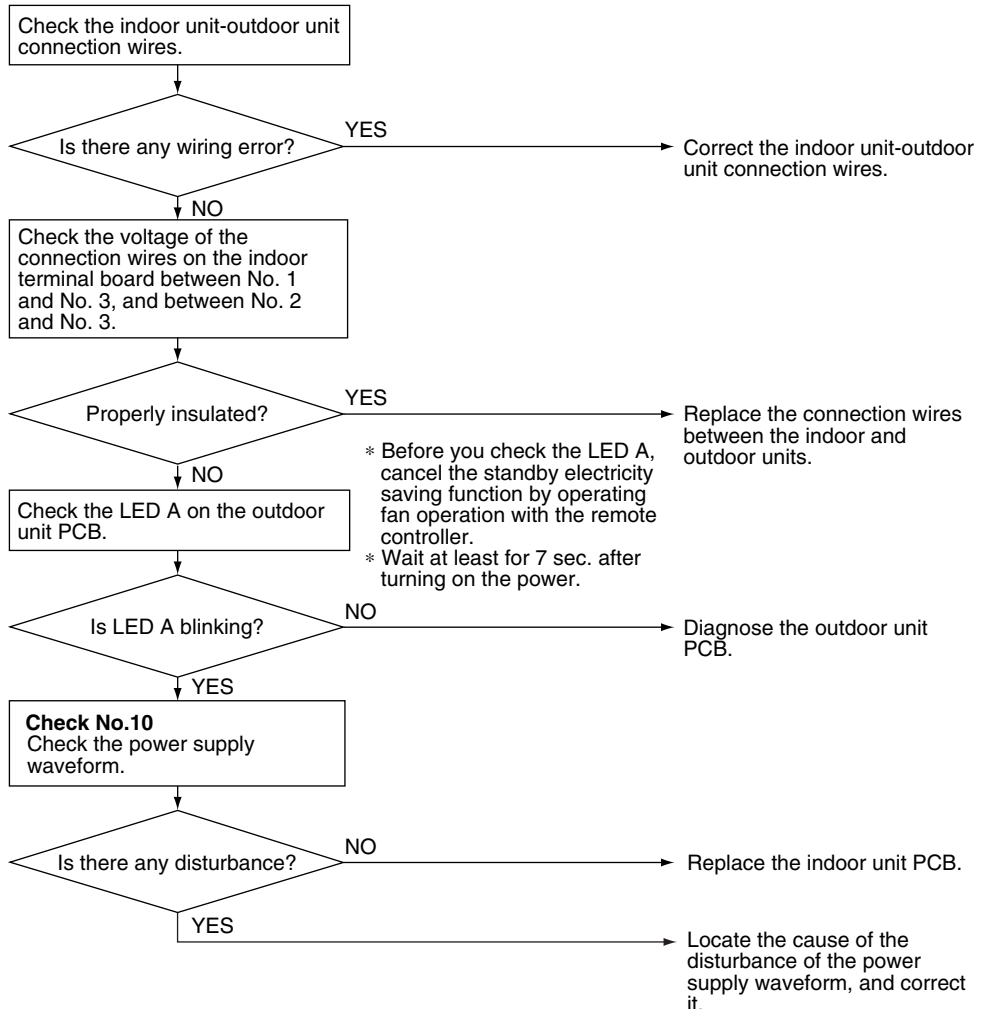 Check the indoor unit-outdoor unit
connection wires.
Is there any wiring error?
YES
Correct the indoor unit-outdoor
unit connection wires.
NO
Check the voltage of the
connection wires on the indoor
terminal board between No. 1
and No. 3, and between No. 2
and No. 3.
Properly insulated?
YES
Replace the connection wires
between the indoor and
outdoor units.
NO
* Before you check the LED A,
cancel the standby electricity
saving function by operating
fan operation with the remote
controller.
* Wait at least for 7 sec. after
turning on the power.
Check the LED A on the outdoor
unit PCB.
Is LED A blinking?
NO
Diagnose the outdoor unit
PCB.
YES
Check No.10
Check the power supply
waveform.
Is there any disturbance?
NO
Replace the indoor unit PCB.
YES
Locate the cause of the
disturbance of the power
supply waveform, and correct
it.